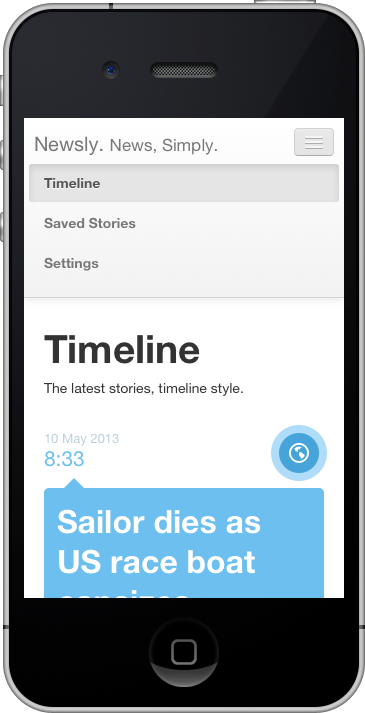 Newsly. News, Simply.
Timeline
Saved Stories
Settings
Timeline
The latest stories, timeline style.
10 May 2013
8:33
Sailor dies as
US race boat
capsizes